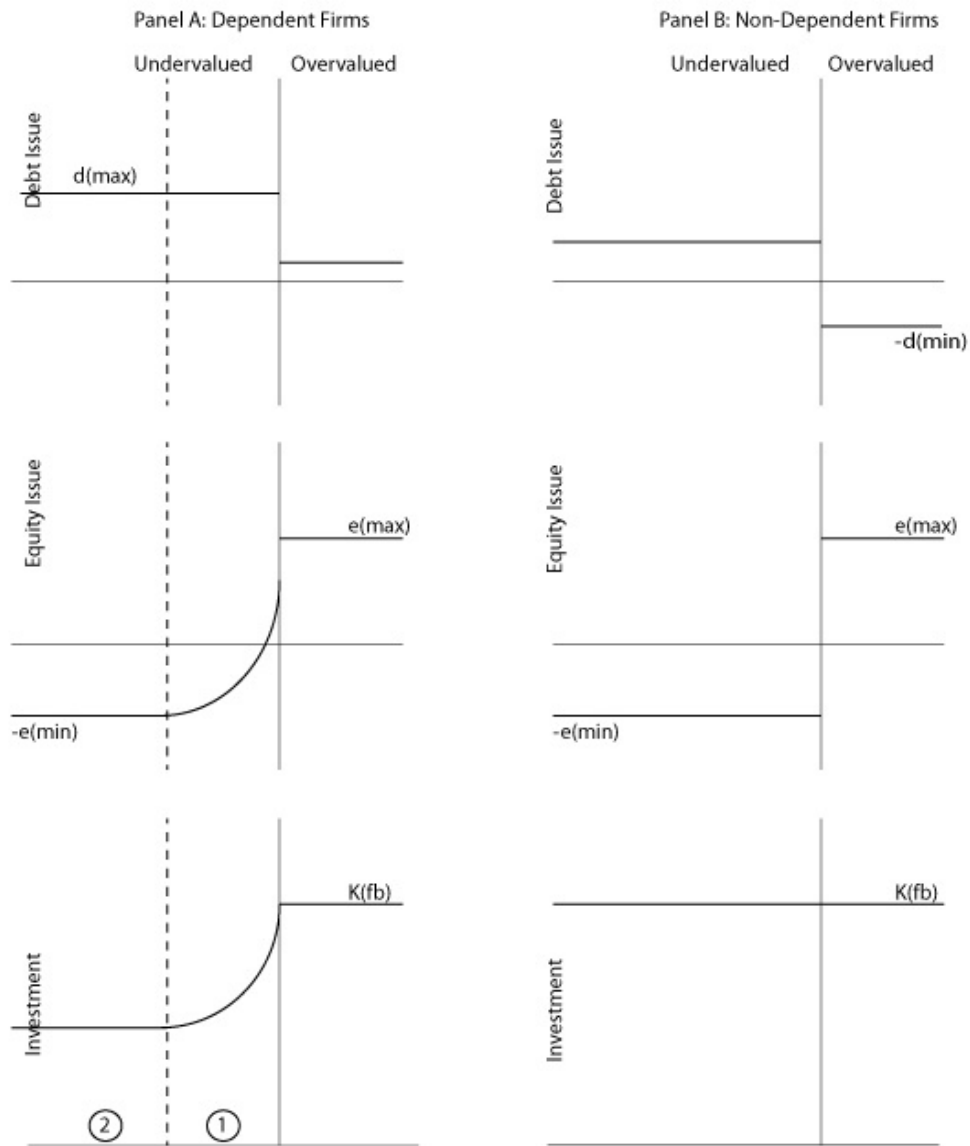 Panel A: Dependent Firms
Undervalued
Overvalued
Debt Issue
d(max)
Equity Issue
e(max)
-e(min)
Investment
K(fb)
2
1
Panel B: Non-Dependent Firms
Undervalued
Overvalued
Debt Issue
-d(min)
Equity Issue
e(max)
-e(min)
Investment
K(fb)